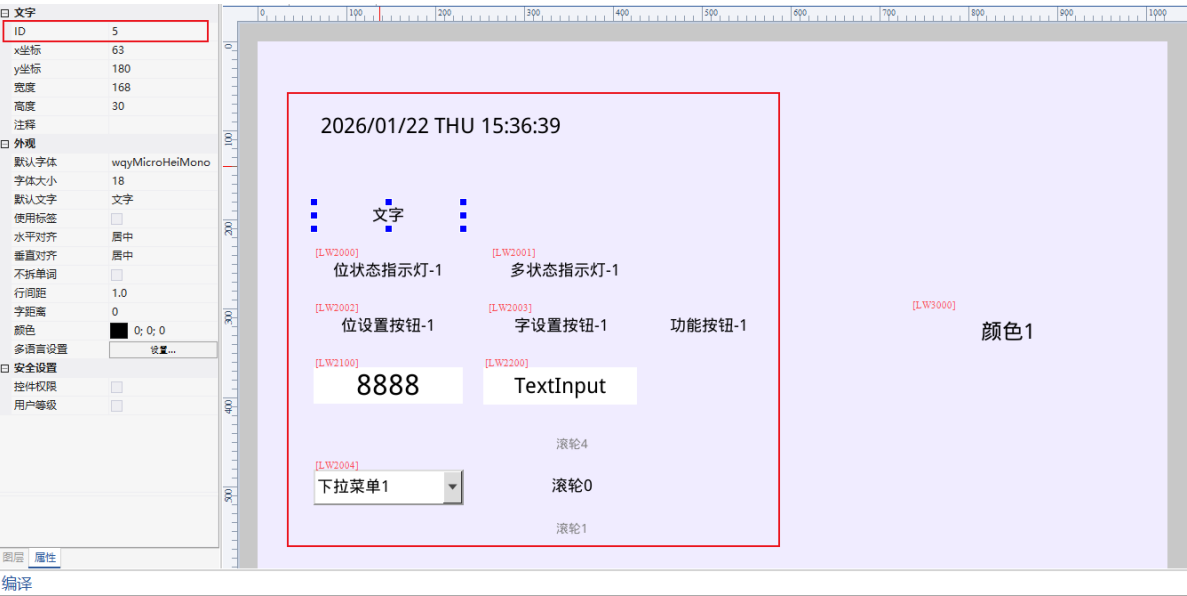 文字
ID 5
x坐标 63
y坐标 180
宽度 168
高度 30
注释
外观
默认字体 wqyMicroHeiMono
字体大小 18
默认文字 文字
使用标签
水平对齐 居中
垂直对齐 居中
不拆单词
行间距 1.0
字距离 0
颜色 0; 0; 0
多语言设置 设置...
安全设置
控件权限
用户等级
图层 属性
编译
0 100 200 300 400 500 600 700 800 900 1000
0
100
200
300
400
500
2026/01/22 THU 15:36:39
文字
[LW2000] [LW2001]
位状态指示灯-1 多状态指示灯-1
[LW3000]
颜色1
[LW2002] [LW2003]
位设置按钮-1 字设置按钮-1 功能按钮-1
[LW2100] [LW2200]
8888 TextInput
滚轮4
[LW2004]
下拉菜单1 滚轮0
滚轮1